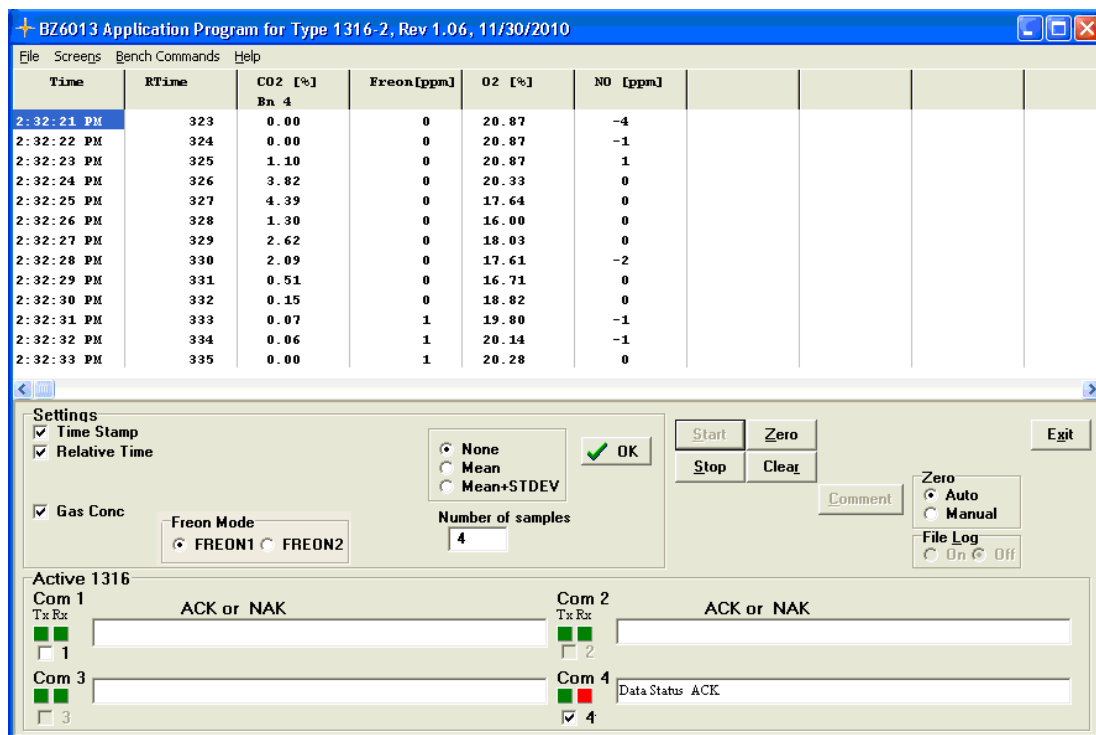 BZ6013 Application Program for Type 1316-2, Rev 1.06, 11/30/2010
File Screens Bench Commands Help
Time RTime CO2 [%] Freon[ppm] O2 [%] NO [ppm]
Bn 4
2:32:21 PM 323 0.00 0 20.87 -4
2:32:22 PM 324 0.00 0 20.87 -1
2:32:23 PM 325 1.10 0 20.87 1
2:32:24 PM 326 3.82 0 20.33 0
2:32:25 PM 327 4.39 0 17.64 0
2:32:26 PM 328 1.30 0 16.00 0
2:32:27 PM 329 2.62 0 18.03 0
2:32:28 PM 330 2.09 0 17.61 -2
2:32:29 PM 331 0.51 0 16.71 0
2:32:30 PM 332 0.15 0 18.82 0
2:32:31 PM 333 0.07 1 19.80 -1
2:32:32 PM 334 0.06 1 20.14 -1
2:32:33 PM 335 0.00 1 20.28 0
Settings
Time Stamp
Relative Time
Gas Conc
Freon Mode
FREON1 FREON2
None
Mean
Mean+STDEV
OK
Number of samples
4
Start Zero
Stop Clear
Comment
Exit
Zero
Auto
Manual
File Log
On Off
Active 1316
Com 1
Tx Rx
ACK or NAK
1
Com 2
Tx Rx
ACK or NAK
2
Com 3
3
Com 4
Data Status ACK
4